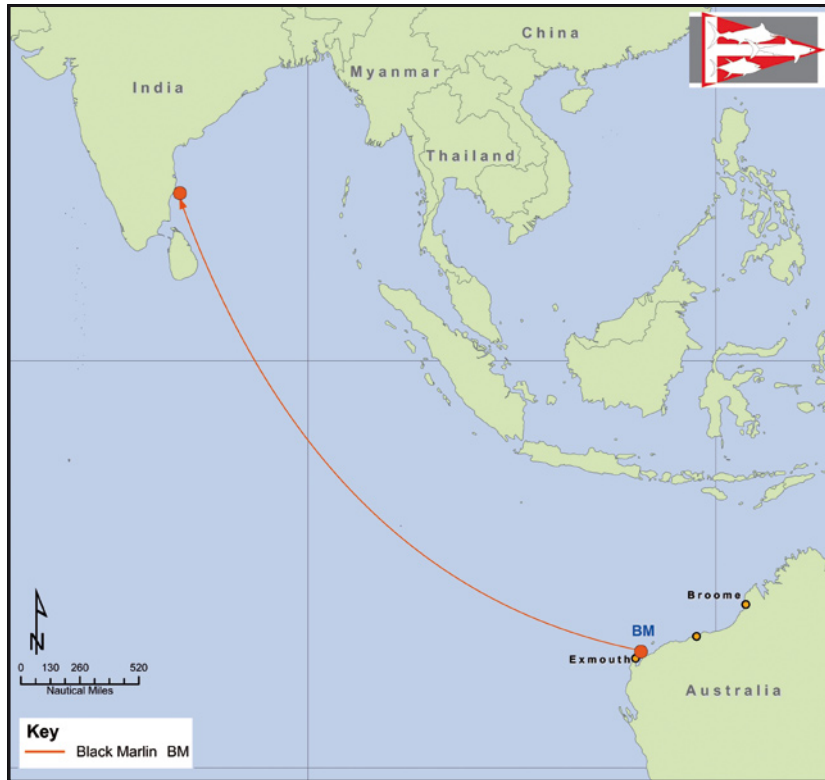 China
India
Myanmar
Thailand
Broome
BM
Exmouth
Australia
N
0 130 260 520
Nautical Miles
Key
Black Marlin BM